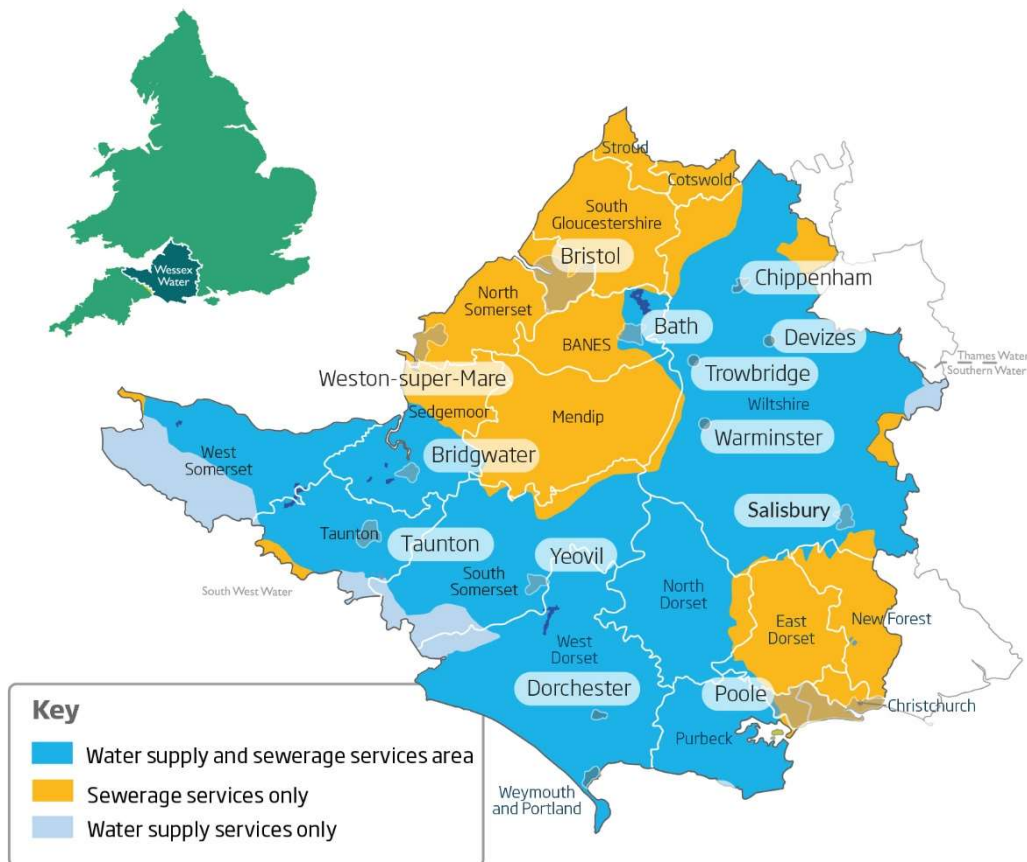 Wessex
Water
Stroud
Cotswold
South
Gloucestershire
Bristol
Chippenham
North
Somerset
Bath
Devizes
BANES
Thames Water
Southern Water
Trowbridge
Weston-super-Mare
Wiltshire
Sedgemoor
Mendip
Warminster
West
Somerset
Bridgwater
Salisbury
Taunton
Taunton
Yeovil
South
Somerset
South West Water
North
Dorset
East
Dorset
New Forest
West
Dorset
Dorchester
Poole
Christchurch
Purbeck
Weymouth
and Portland
Key
Water supply and sewerage services area
Sewerage services only
Water supply services only